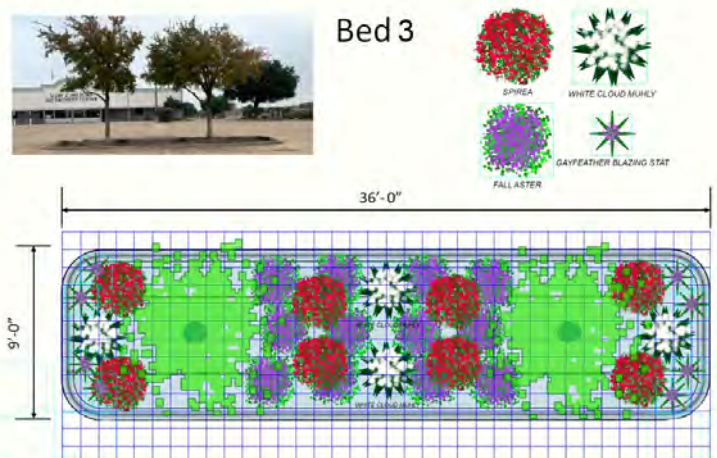 Bed 3
SPIREA
WHITE CLOUD MUHLY
FALL ASTER
GAYFEATHER BLAZING STAT
36'-0"
9'-0"
WHITE CLOUD MUHLY
WHITE CLOUD MUHLY